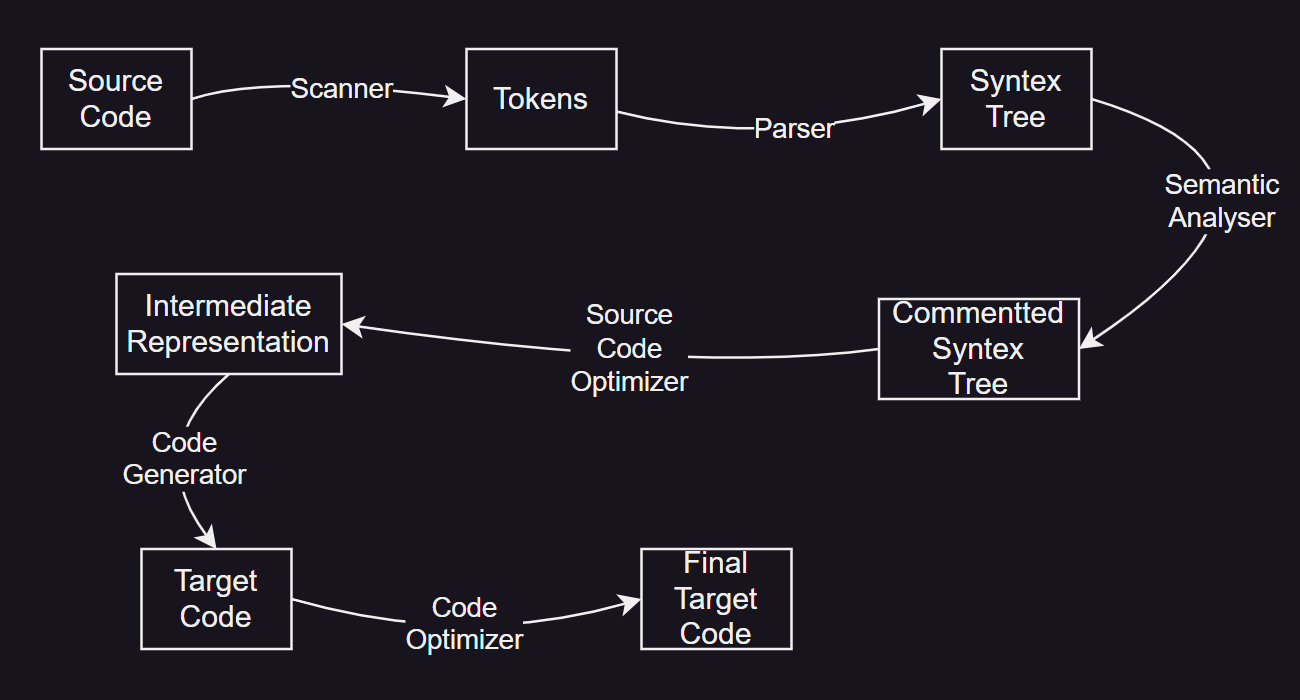 Source
Code
Scanner
Tokens
Parser
Syntex
Tree
Semantic
Analyser
Commentted
Syntex
Tree
Source
Code
Optimizer
Intermediate
Representation
Code
Generator
Target
Code
Code
Optimizer
Final
Target
Code